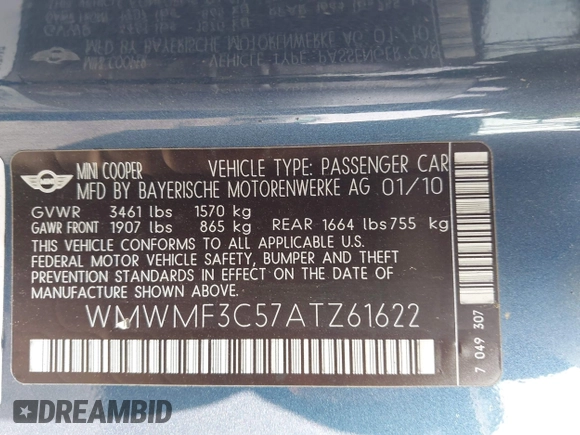 MINI COOPER VEHICLE TYPE: PASSENGER CAR
MFD BY BAYERISCHE MOTORENWERKE AG 01/10
GVWR 3461 lbs 1570 kg
GAWR FRONT 1907 lbs 865 kg REAR 1664 lbs 755 kg
THIS VEHICLE CONFORMS TO ALL APPLICABLE U.S.
FEDERAL MOTOR VEHICLE SAFETY, BUMPER AND THEFT
PREVENTION STANDARDS IN EFFECT ON THE DATE OF
MANUFACTURE SHOWN ABOVE.
WMWMF3C57ATZ61622
7 049 307
DREAMBID